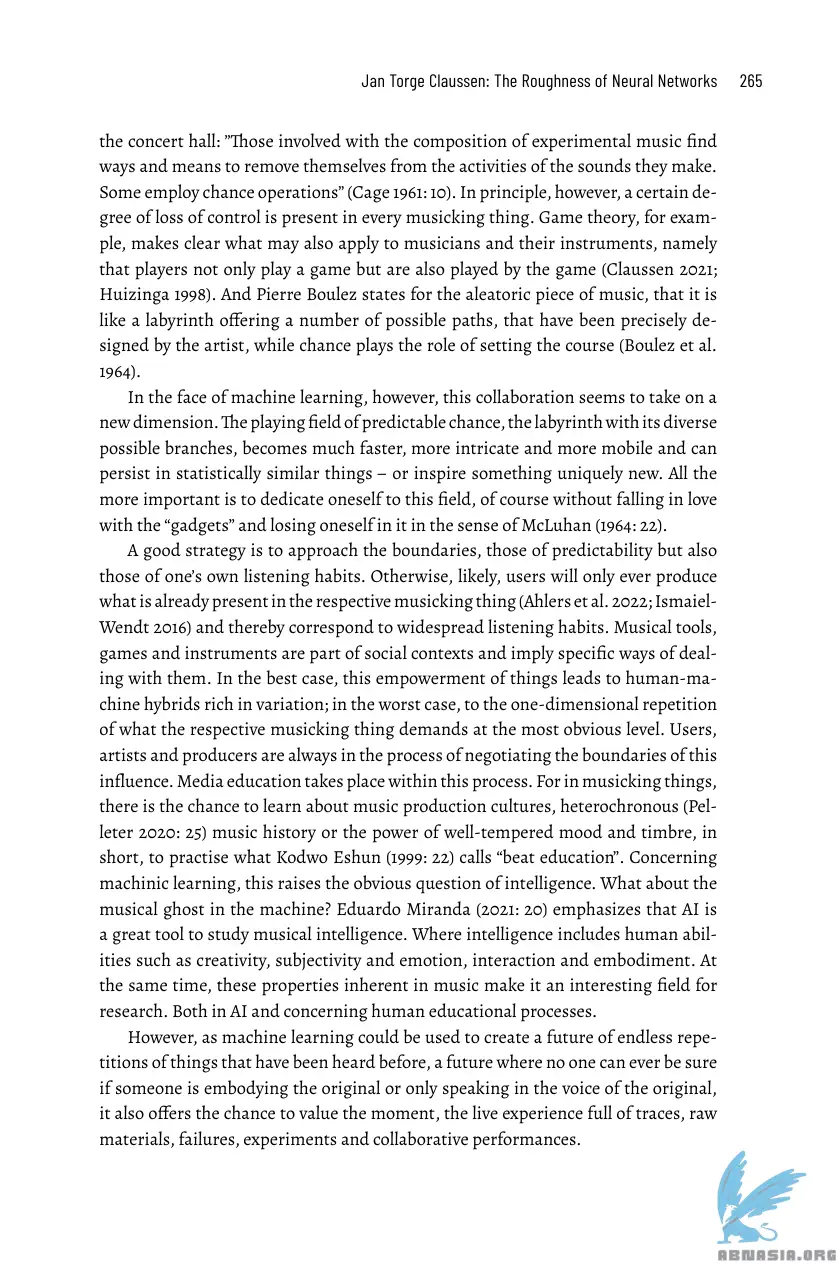 Jan Torge Claussen: The Roughness of Neural Networks 265
the concert hall: ”Those involved with the composition of experimental music find
ways and means to remove themselves from the activities of the sounds they make.
Some employ chance operations” (Cage 1961: 10). In principle, however, a certain de-
gree of loss of control is present in every musicking thing. Game theory, for exam-
ple, makes clear what may also apply to musicians and their instruments, namely
that players not only play a game but are also played by the game (Claussen 2021;
Huizinga 1998). And Pierre Boulez states for the aleatoric piece of music, that it is
like a labyrinth offering a number of possible paths, that have been precisely de-
signed by the artist, while chance plays the role of setting the course (Boulez et al.
1964).
In the face of machine learning, however, this collaboration seems to take on a
new dimension. The playing field of predictable chance, the labyrinth with its diverse
possible branches, becomes much faster, more intricate and more mobile and can
persist in statistically similar things – or inspire something uniquely new. All the
more important is to dedicate oneself to this field, of course without falling in love
with the “gadgets” and losing oneself in it in the sense of McLuhan (1964: 22).
A good strategy is to approach the boundaries, those of predictability but also
those of one’s own listening habits. Otherwise, likely, users will only ever produce
what is already present in the respective musicking thing (Ahlers et al. 2022; Ismaiel-
Wendt 2016) and thereby correspond to widespread listening habits. Musical tools,
games and instruments are part of social contexts and imply specific ways of deal-
ing with them. In the best case, this empowerment of things leads to human-ma-
chine hybrids rich in variation; in the worst case, to the one-dimensional repetition
of what the respective musicking thing demands at the most obvious level. Users,
artists and producers are always in the process of negotiating the boundaries of this
influence. Media education takes place within this process. For in musicking things,
there is the chance to learn about music production cultures, heterochronous (Pel-
leter 2020: 25) music history or the power of well-tempered mood and timbre, in
short, to practise what Kodwo Eshun (1999: 22) calls “beat education”. Concerning
machinic learning, this raises the obvious question of intelligence. What about the
musical ghost in the machine? Eduardo Miranda (2021: 20) emphasizes that AI is
a great tool to study musical intelligence. Where intelligence includes human abil-
ities such as creativity, subjectivity and emotion, interaction and embodiment. At
the same time, these properties inherent in music make it an interesting field for
research. Both in AI and concerning human educational processes.
However, as machine learning could be used to create a future of endless repe-
titions of things that have been heard before, a future where no one can ever be sure
if someone is embodying the original or only speaking in the voice of the original,
it also offers the chance to value the moment, the live experience full of traces, raw
materials, failures, experiments and collaborative performances.
ABNASIA.ORG